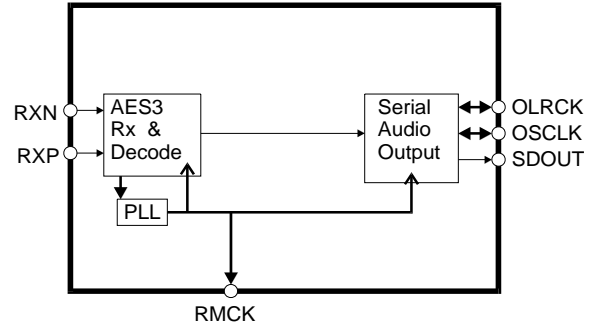 RXN
RXP
AES3
Rx &
Decode
PLL
Serial
Audio
Output
OLRCK
OSCLK
SDOUT
RMCK